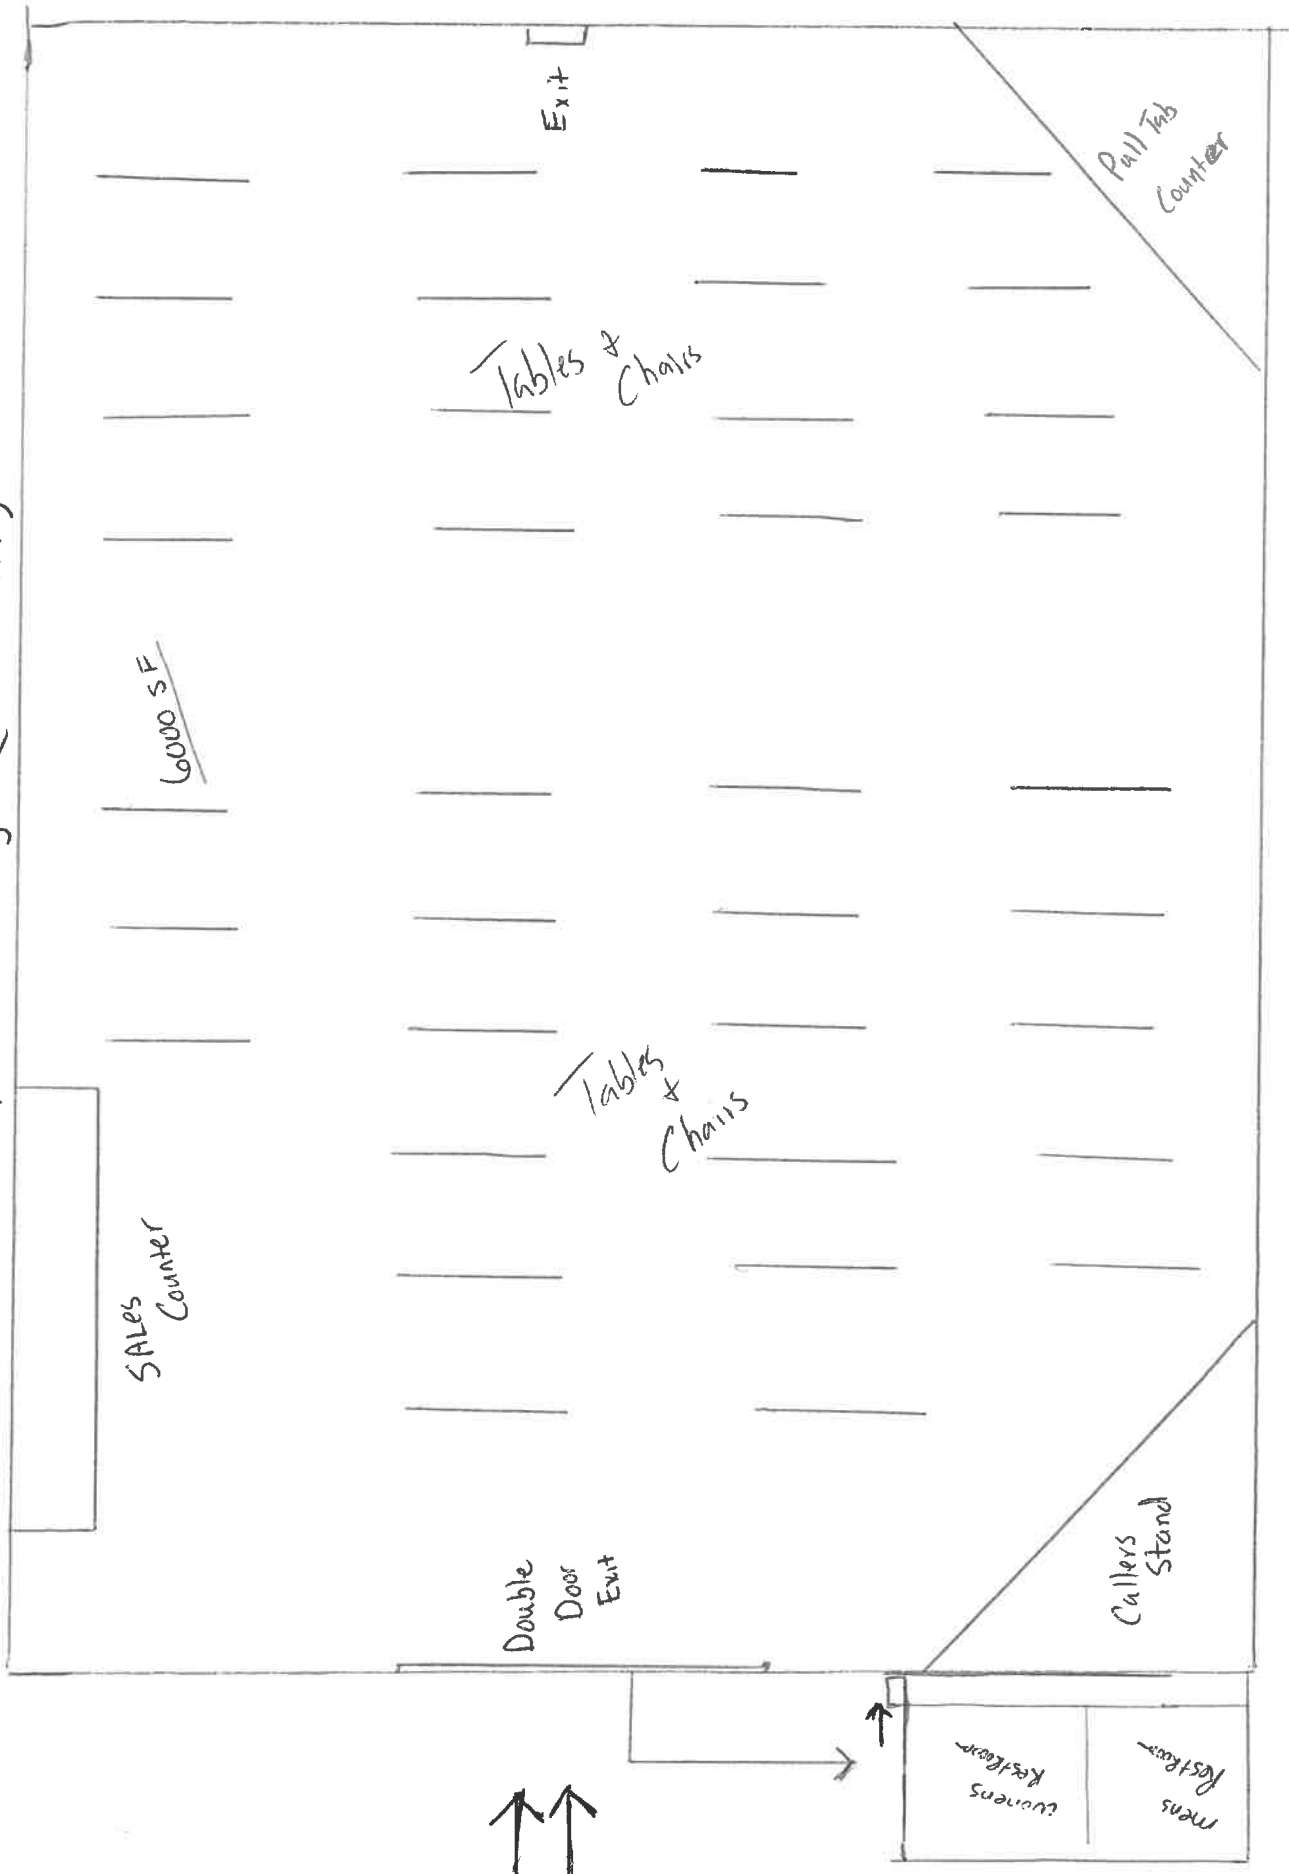 Exit
Pull Tab
Counter
Tables &
Chairs
6000 SF
Tables
&
Chairs
SALes
Counter
Double
Door
Exit
Callers
Stand
womens
RestRoom
mens
RestRoom